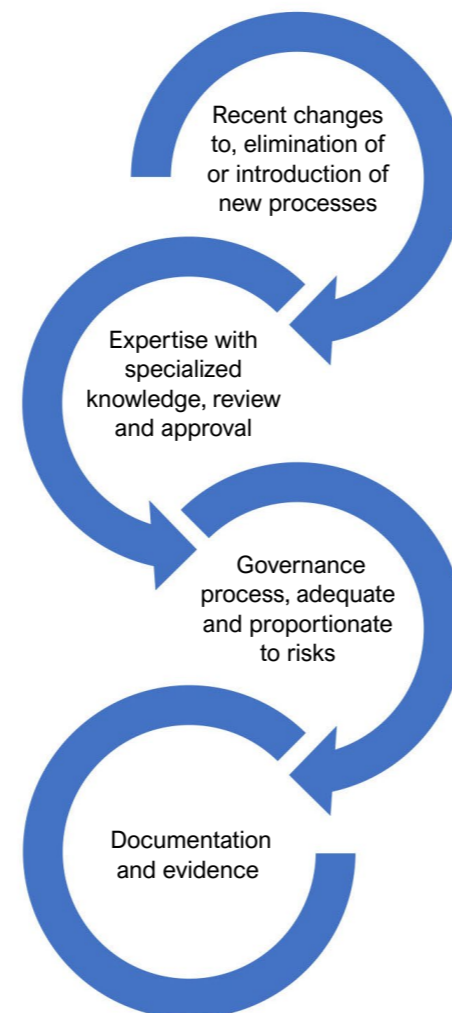 Recent changes
to, elimination of
or introduction of
new processes
Expertise with
specialized
knowledge, review
and approval
Governance
process, adequate
and proportionate
to risks
Documentation
and evidence